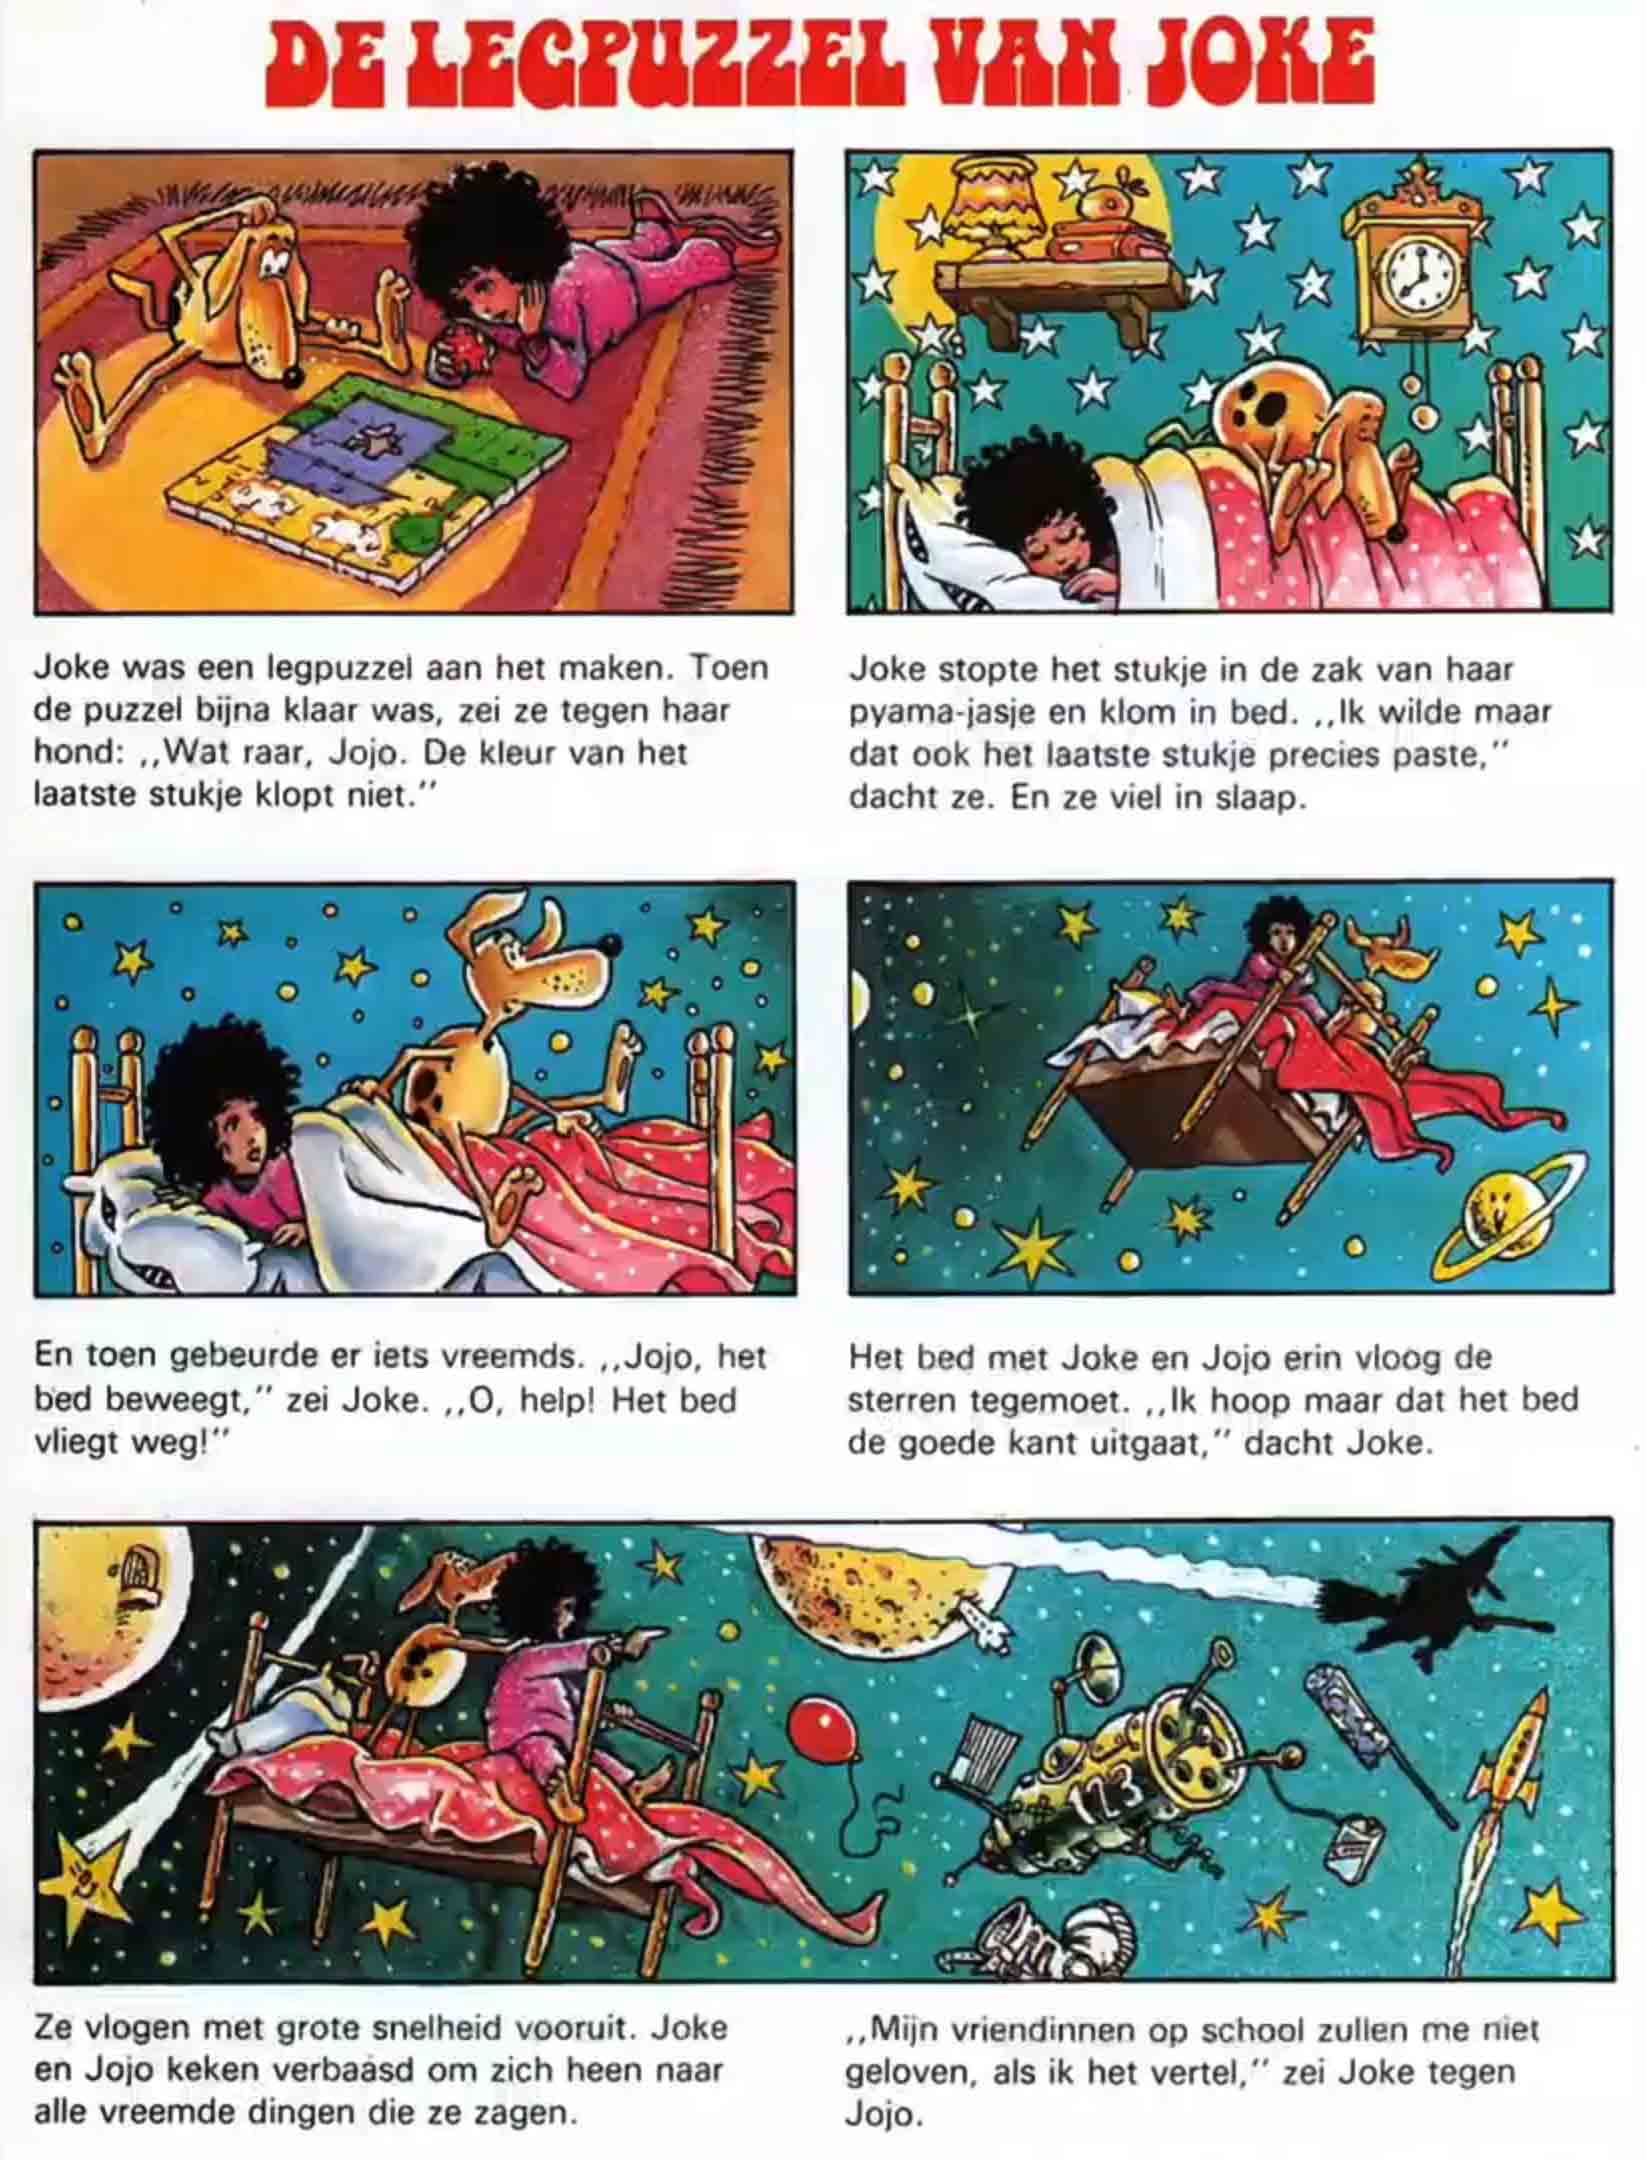 DE LEGPUZZEL VAN JOKE
Joke was een legpuzzel aan het maken. Toen
de puzzel bijna klaar was, zei ze tegen haar
hond: ,,Wat raar, Jojo. De kleur van het
laatste stukje klopt niet.''
Joke stopte het stukje in de zak van haar
pyama-jasje en klom in bed. ,,Ik wilde maar
dat ook het laatste stukje precies paste,''
dacht ze. En ze viel in slaap.
En toen gebeurde er iets vreemds. ,,Jojo, het
bed beweegt,'' zei Joke. ,,O, help! Het bed
vliegt weg!''
Het bed met Joke en Jojo erin vloog de
sterren tegemoet. ,,Ik hoop maar dat het bed
de goede kant uitgaat,'' dacht Joke.
123
Ze vlogen met grote snelheid vooruit. Joke
en Jojo keken verbaasd om zich heen naar
alle vreemde dingen die ze zagen.
,,Mijn vriendinnen op school zullen me niet
geloven, als ik het vertel,'' zei Joke tegen
Jojo.